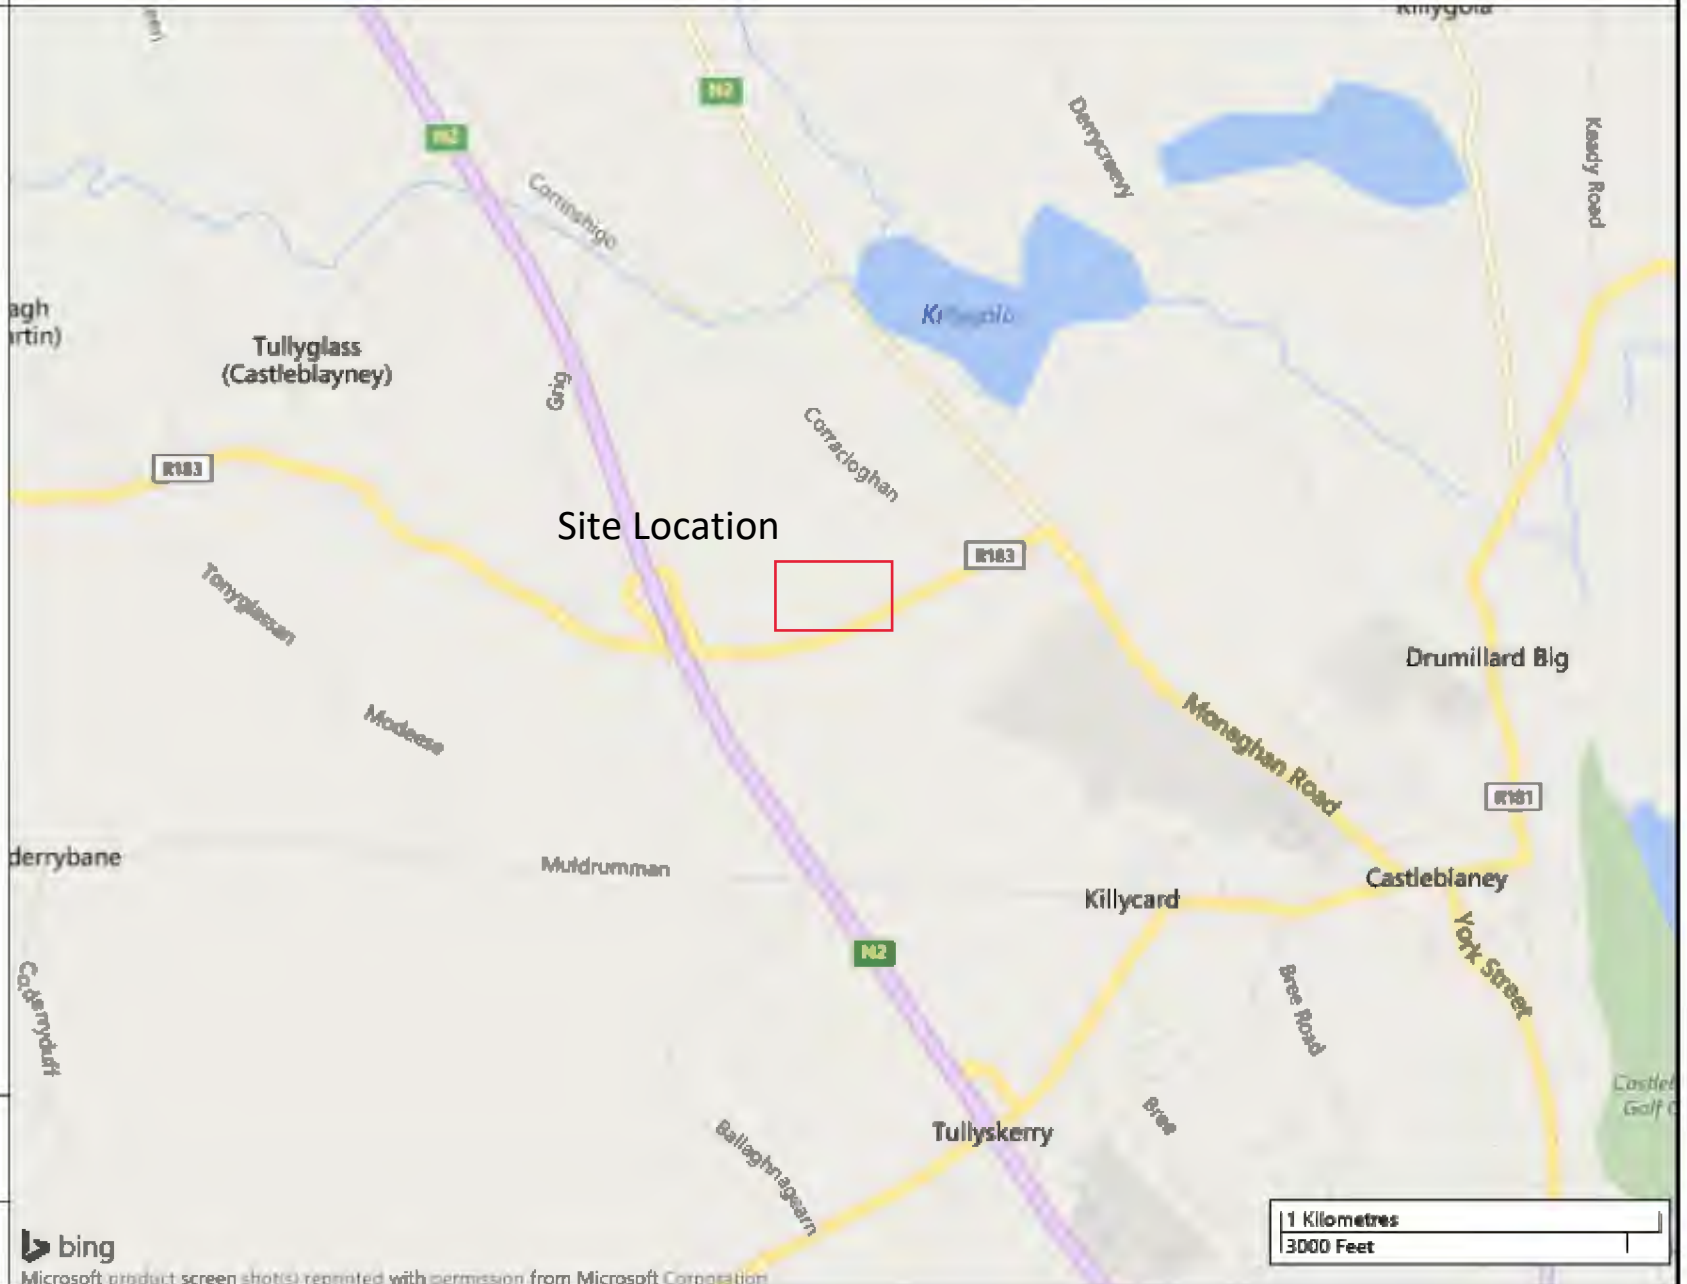 Killygola
N2
N2
Derrycreevy
Keady Road
Corrinshigo
agh
artin)
Tullyglass
(Castleblayney)
Grig
Corracloghan
R183
Site Location
R183
Tonyglassan
Drumillard Big
Modeese
Monaghan Road
R181
derrybane
Muldrumman
Castleblaney
Killycard
York Street
N2
Bree Road
Tullyskerry
Bree
Ballaghnagearn
Golf C
1 Kilometres
3000 Feet
bing
Microsoft product screen shot(s) reprinted with permission from Microsoft Corporation